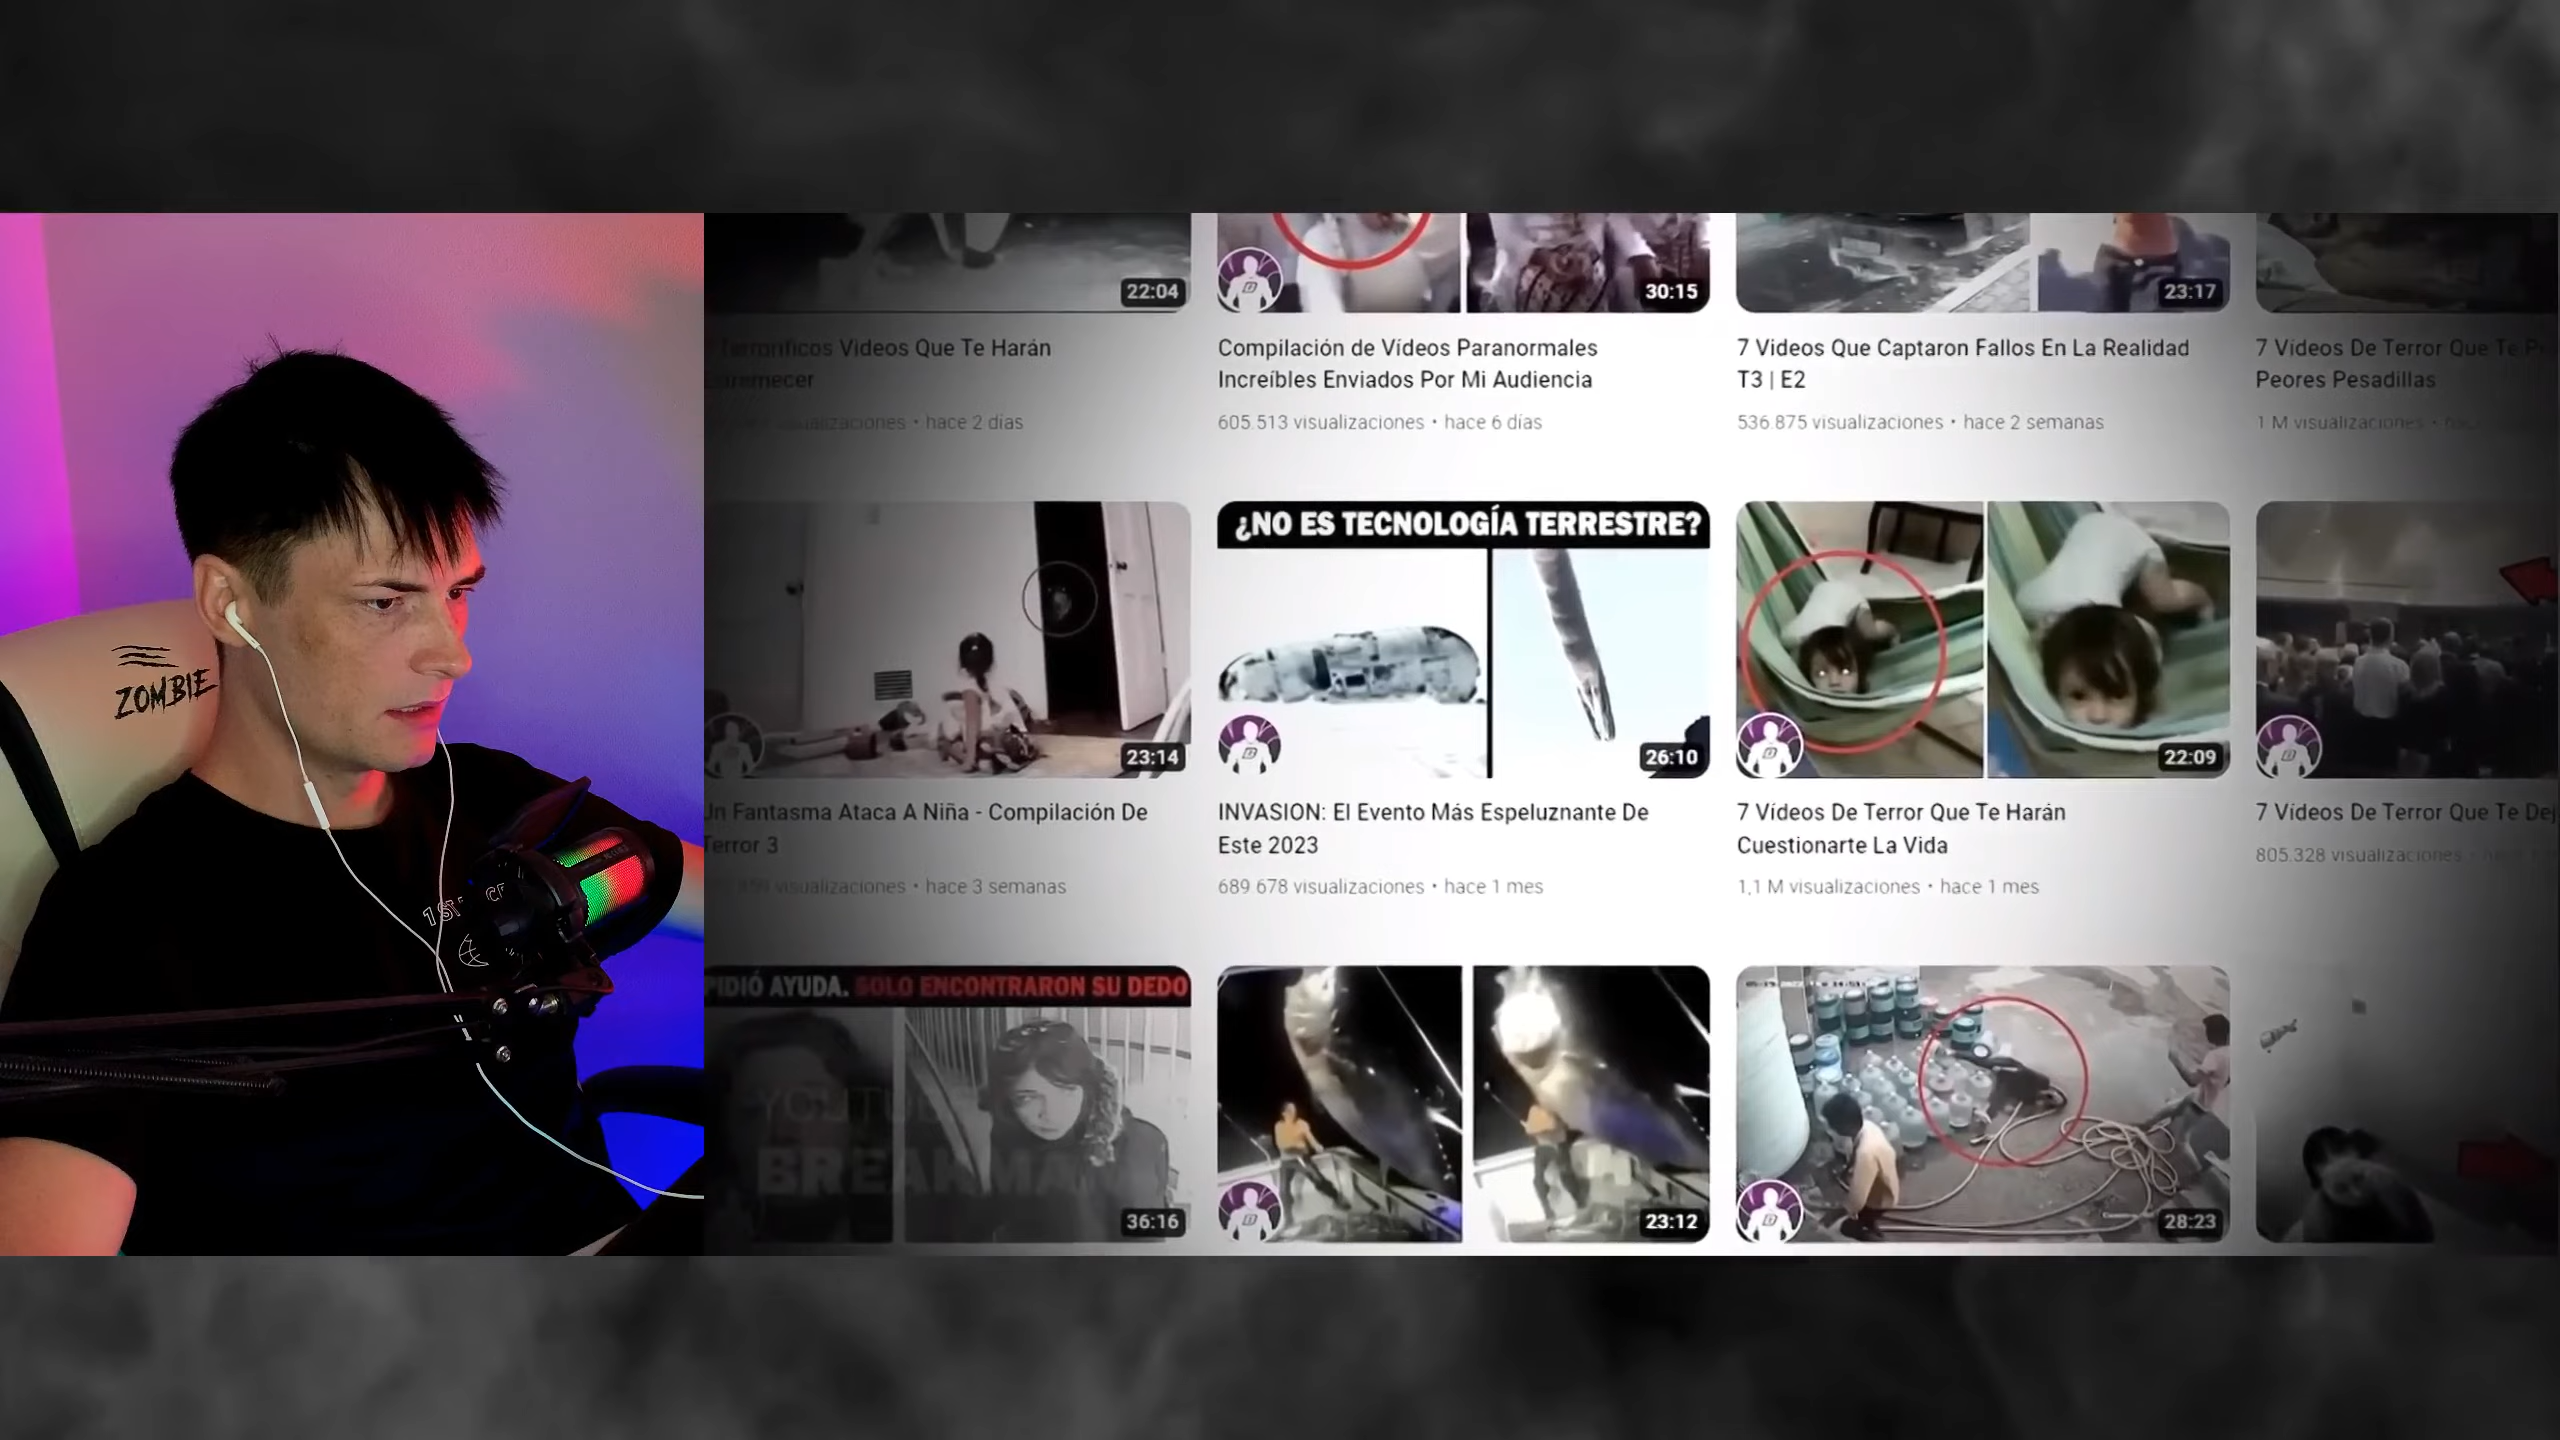 22:04
30:15
23:17
Terroríficos Videos Que Te Harán
Estremecer
visualizaciones • hace 2 días
Compilación de Vídeos Paranormales
Increíbles Enviados Por Mi Audiencia
605.513 visualizaciones • hace 6 días
7 Videos Que Captaron Fallos En La Realidad
T3 | E2
536.875 visualizaciones • hace 2 semanas
7 Vídeos De Terror Que Te
Peores Pesadillas
1 M visualizaciones •
ZOMBIE
23:14
¿NO ES TECNOLOGÍA TERRESTRE?
26:10
22:09
Un Fantasma Ataca A Niña - Compilación De
Terror 3
visualizaciones • hace 3 semanas
INVASION: El Evento Más Espeluznante De
Este 2023
689.678 visualizaciones • hace 1 mes
7 Vídeos De Terror Que Te Harán
Cuestionarte La Vida
1,1 M visualizaciones • hace 1 mes
7 Vídeos De Terror Que Te Dej
805.328 visualizaciones •
PIDIÓ AYUDA. SOLO ENCONTRARON SU DEDO
36:16
23:12
28:23